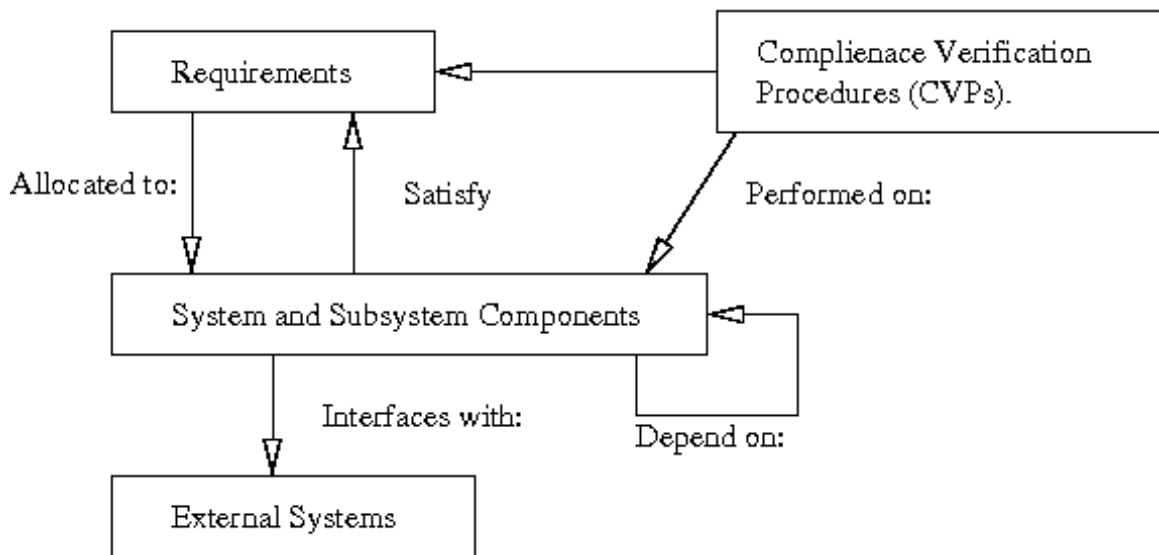 Requirements
Complienace Verification
Procedures (CVPs).
Allocated to:
Satisfy
Performed on:
System and Subsystem Components
Interfaces with:
Depend on:
External Systems